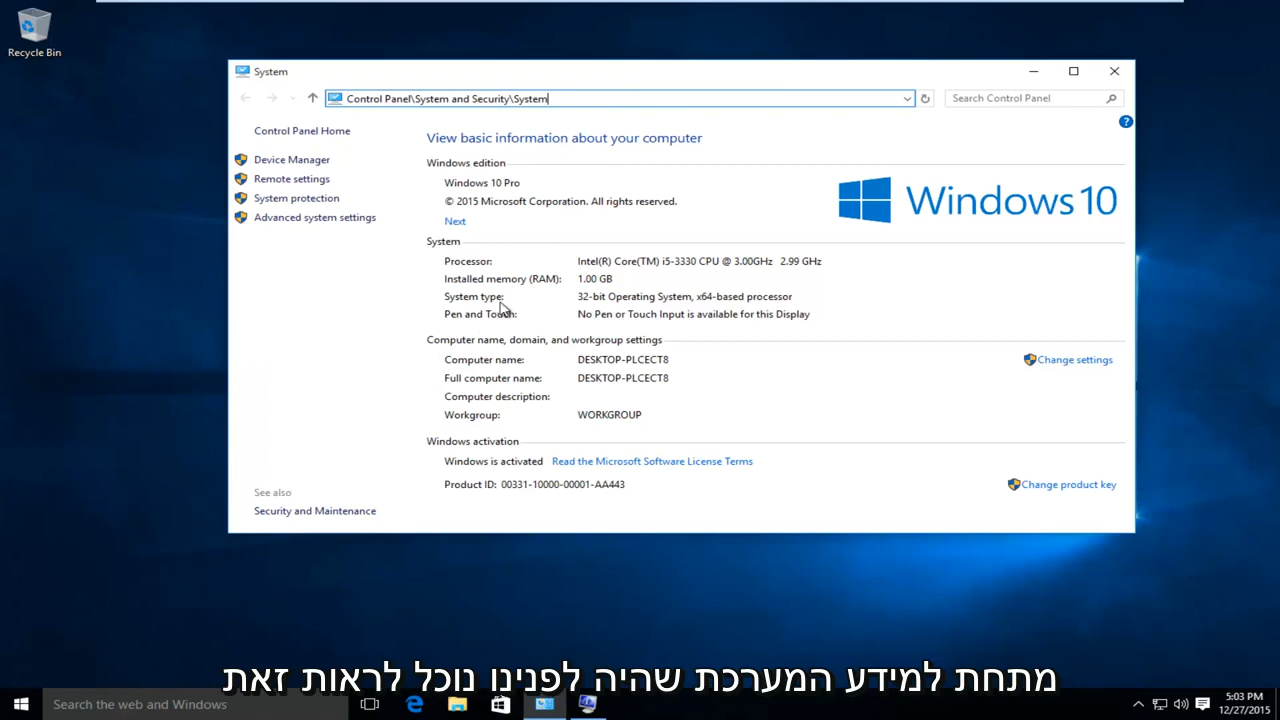 Recycle Bin
System
Control Panel\System and Security\System
Search Control Panel
Control Panel Home
Device Manager
Remote settings
System protection
Advanced system settings
See also
Security and Maintenance
View basic information about your computer
Windows edition
Windows 10 Pro
© 2015 Microsoft Corporation. All rights reserved.
Next
Windows 10
System
Processor: Intel(R) Core(TM) i5-3330 CPU @ 3.00GHz 2.99 GHz
Installed memory (RAM): 1.00 GB
System type: 32-bit Operating System, x64-based processor
Pen and Touch: No Pen or Touch Input is available for this Display
Computer name, domain, and workgroup settings
Computer name: DESKTOP-PLCECT8 Change settings
Full computer name: DESKTOP-PLCECT8
Computer description:
Workgroup: WORKGROUP
Windows activation
Windows is activated Read the Microsoft Software License Terms
Product ID: 00331-10000-00001-AA443 Change product key
מתחת למידע המערכת שהיה לפנינו נוכל לראות זאת
Search the web and Windows
5:03 PM
12/27/2015